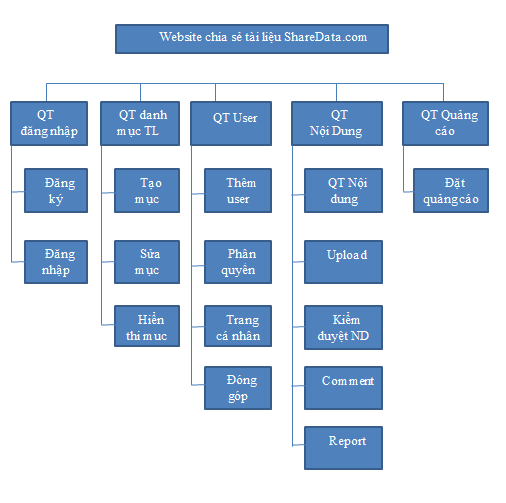 Website chia sẻ tài liệu ShareData.com
QT
đăng nhập
QT danh
mục TL
QT User
QT
Nội Dung
QT Quảng
cáo
Đăng
ký
Tạo
mục
Thêm
user
QT Nội
dung
Đặt
quảng cáo
Đăng
nhập
Sửa
mục
Phân
quyền
Upload
Hiển
thi mục
Trang
cá nhân
Kiểm
duyệt ND
Đóng
góp
Comment
Report